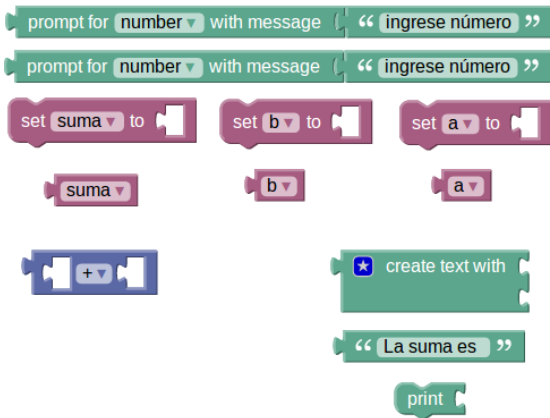 prompt for number ▾ with message “ ingrese número ”
prompt for number ▾ with message “ ingrese número ”
set suma ▾ to set b ▾ to set a ▾ to
suma ▾ b ▾ a ▾
+ ▾ create text with
“ La suma es ”
print